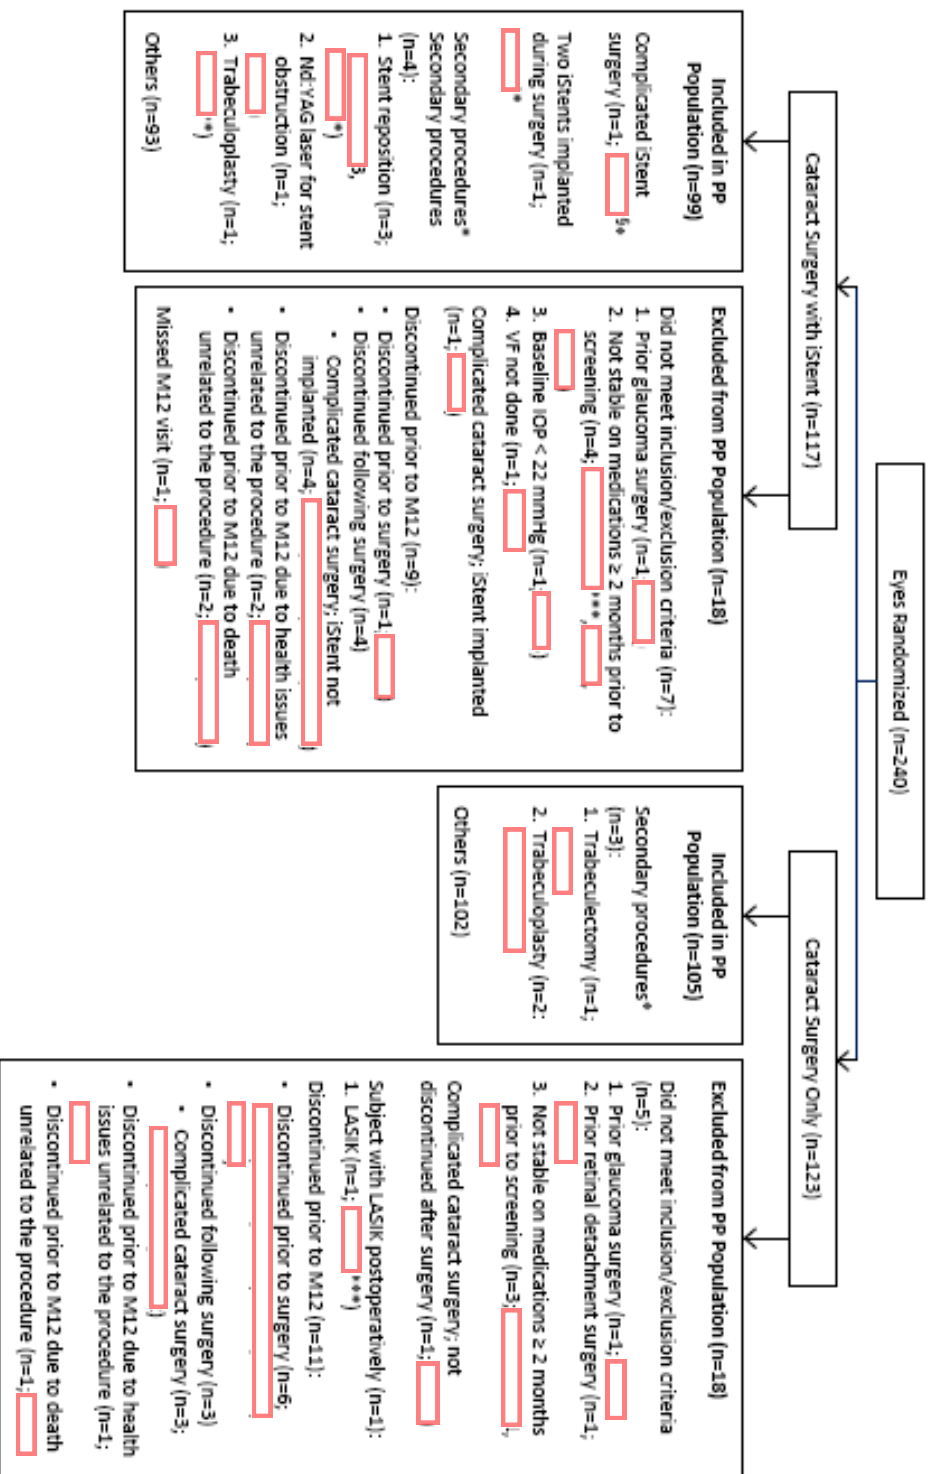 Eyes Randomized (n=240)
Cataract Surgery with iStent (n=117)
Included in PP
Population (n=99)
Complicated iStent
surgery (n=1; §*
Two iStents implanted
during surgery (n=1;
*
Secondary procedures*
Secondary procedures
(n=4):
1. Stent reposition (n=3;
3,
*)
2. Nd:YAG laser for stent
obstruction (n=1;
)
3. Trabeculoplasty (n=1;
*)
Others (n=93)
Excluded from PP Population (n=18)
Did not meet inclusion/exclusion criteria (n=7):
1. Prior glaucoma surgery (n=1;
2. Not stable on medications ≥ 2 months prior to
screening (n=4; ***,
)
3. Baseline IOP < 22 mmHg (n=1; )
4. VF not done (n=1;
Complicated cataract surgery; iStent implanted
(n=1; )
Discontinued prior to M12 (n=9):
• Discontinued prior to surgery (n=1; )
• Discontinued following surgery (n=4)
• Complicated cataract surgery; iStent not
implanted (n=4; )
• Discontinued prior to M12 due to health issues
unrelated to the procedure (n=2;
• Discontinued prior to M12 due to death
unrelated to the procedure (n=2; )
Missed M12 visit (n=1; )
Cataract Surgery Only (n=123)
Included in PP
Population (n=105)
Secondary procedures*
(n=3):
1. Trabeculectomy (n=1;
2. Trabeculoplasty (n=2:
Others (n=102)
Excluded from PP Population (n=18)
Did not meet inclusion/exclusion criteria
(n=5):
1. Prior glaucoma surgery (n=1;
2. Prior retinal detachment surgery (n=1;
3. Not stable on medications ≥ 2 months
prior to screening (n=3; ,
Complicated cataract surgery; not
discontinued after surgery (n=1; )
Subject with LASIK postoperatively (n=1):
1. LASIK (n=1; ***)
Discontinued prior to M12 (n=11):
• Discontinued prior to surgery (n=6;
• Discontinued following surgery (n=3)
• Complicated cataract surgery (n=3;
)
• Discontinued prior to M12 due to health
issues unrelated to the procedure (n=1;
• Discontinued prior to M12 due to death
unrelated to the procedure (n=1;